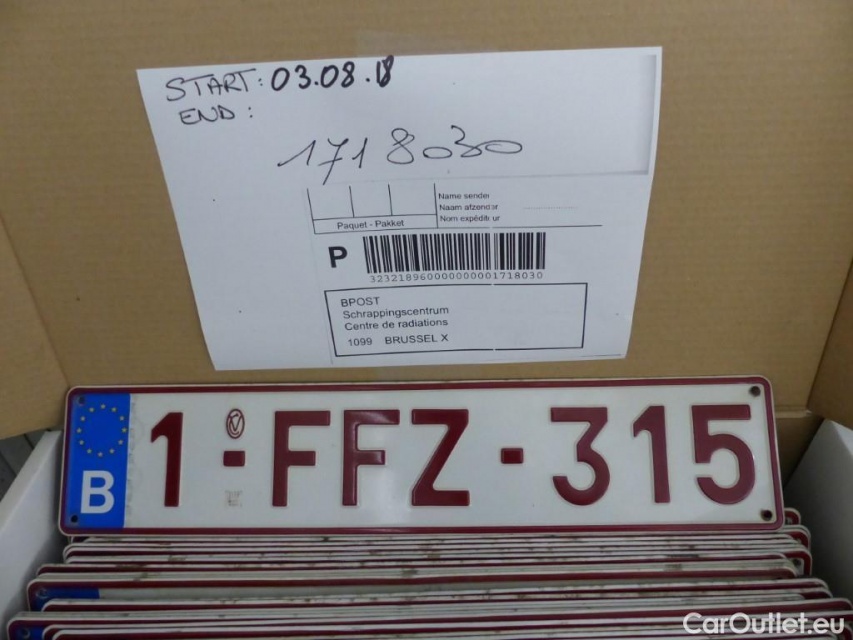 START: 03.08.18
END:
1718030
Name sender
Naam afzender
Nom expéditeur
Paquet - Pakket
P
323218960000000001718030
BPOST
Schrappingscentrum
Centre de radiations
1099 BRUSSEL X
B 1-FFZ-315
CarOutlet.eu